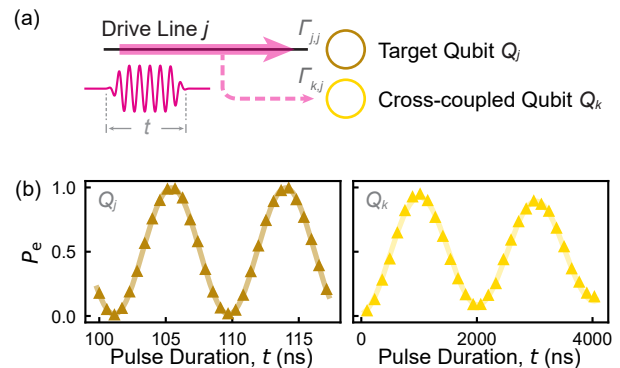 (a)
Drive Line j
Γj,j
Target Qubit Qj
Γk,j
Cross-coupled Qubit Qk
t
(b)
Qj
Qk
Pe
1.0
0.5
0.0
100 105 110 115
0 2000 4000
Pulse Duration, t (ns)
Pulse Duration, t (ns)